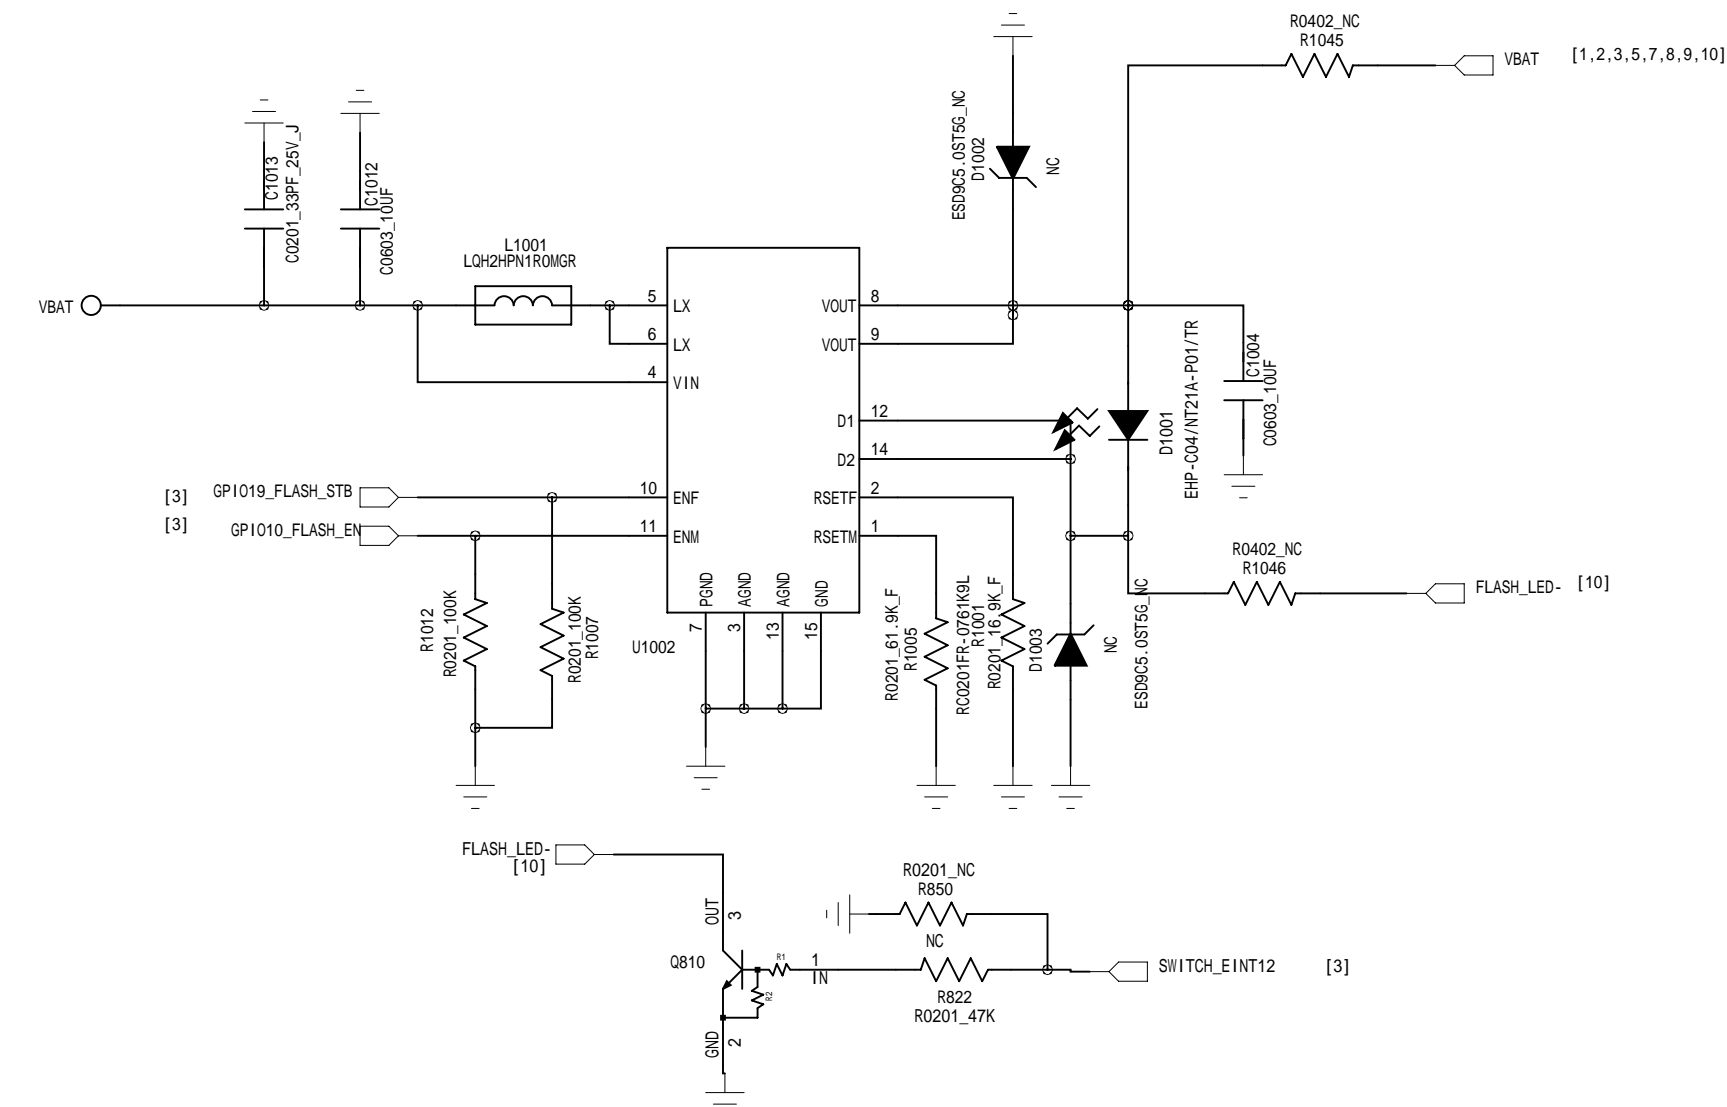 R0402_NC
R1045
VBAT
[1,2,3,5,7,8,9,10]
ESD9C5.0ST5G_NC
D1002
NC
C1013
C0201_33PF_25V_J
C1012
C0603_10UF
L1001
LQH2HPN1R0MGR
VBAT
5
LX
6
LX
4
VIN
VOUT
8
VOUT
9
D1
12
D2
14
D1001
EHP-C04/NT21A-P01/TR
C1004
C0603_10UF
[3]
GPIO19_FLASH_STB
10
ENF
RSETF
2
[3]
GPIO10_FLASH_EN
11
ENM
RSETM
1
PGND
AGND
AGND
GND
7
3
13
15
U1002
R1012
R0201_100K
R0201_100K
R1007
R0201_61.9K_F
R1005
RC0201FR-0761K9L
R1001
R0201_16.9K_F
D1003
NC
ESD9C5.0ST5G_NC
R0402_NC
R1046
FLASH_LED-
[10]
FLASH_LED-
[10]
OUT
3
Q810
R1
R2
1
IN
GND
2
R0201_NC
R850
NC
R822
R0201_47K
SWITCH_EINT12
[3]